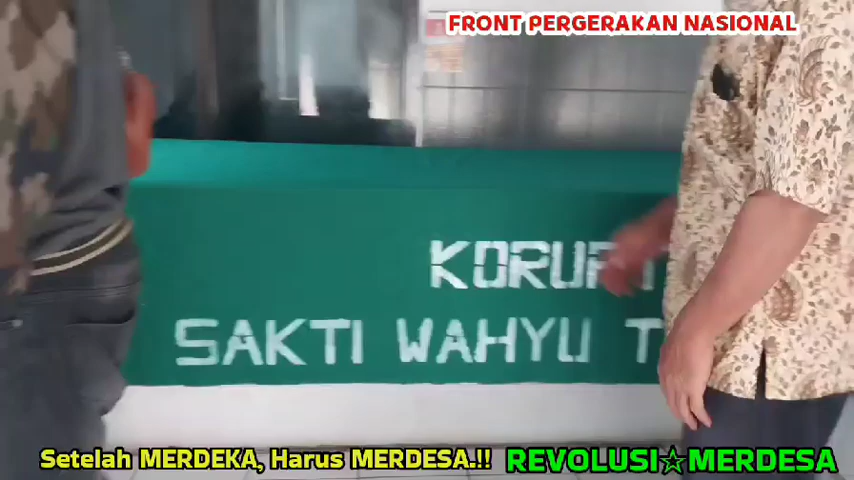 FRONT PERGERAKAN NASIONAL
SAKTI WAHYU
Setelah MERDEKA, Harus MERDESA.!! REVOLUSI☆MERDESA